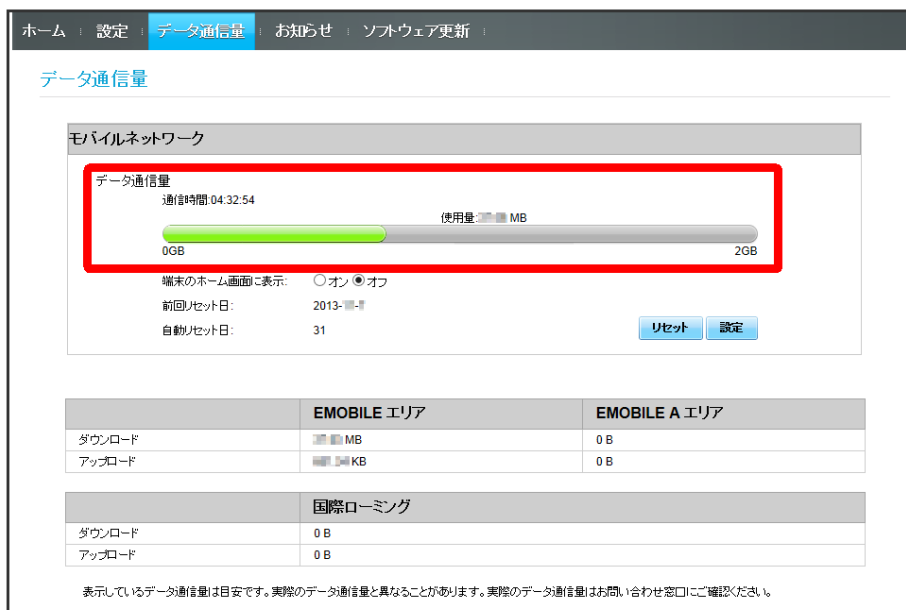 ホーム 設定 データ通信量 お知らせ ソフトウェア更新
データ通信量
モバイルネットワーク
データ通信量
通信時間:04:32:54
使用量: MB
0GB 2GB
端末のホーム画面に表示: オン オフ
前回リセット日: 2013-
自動リセット日: 31
リセット 設定
EMOBILE エリア EMOBILE A エリア
ダウンロード MB 0 B
アップロード KB 0 B
国際ローミング
ダウンロード 0 B
アップロード 0 B
表示しているデータ通信量は目安です。実際のデータ通信量と異なることがあります。実際のデータ通信量はお問い合わせ窓口にご確認ください。